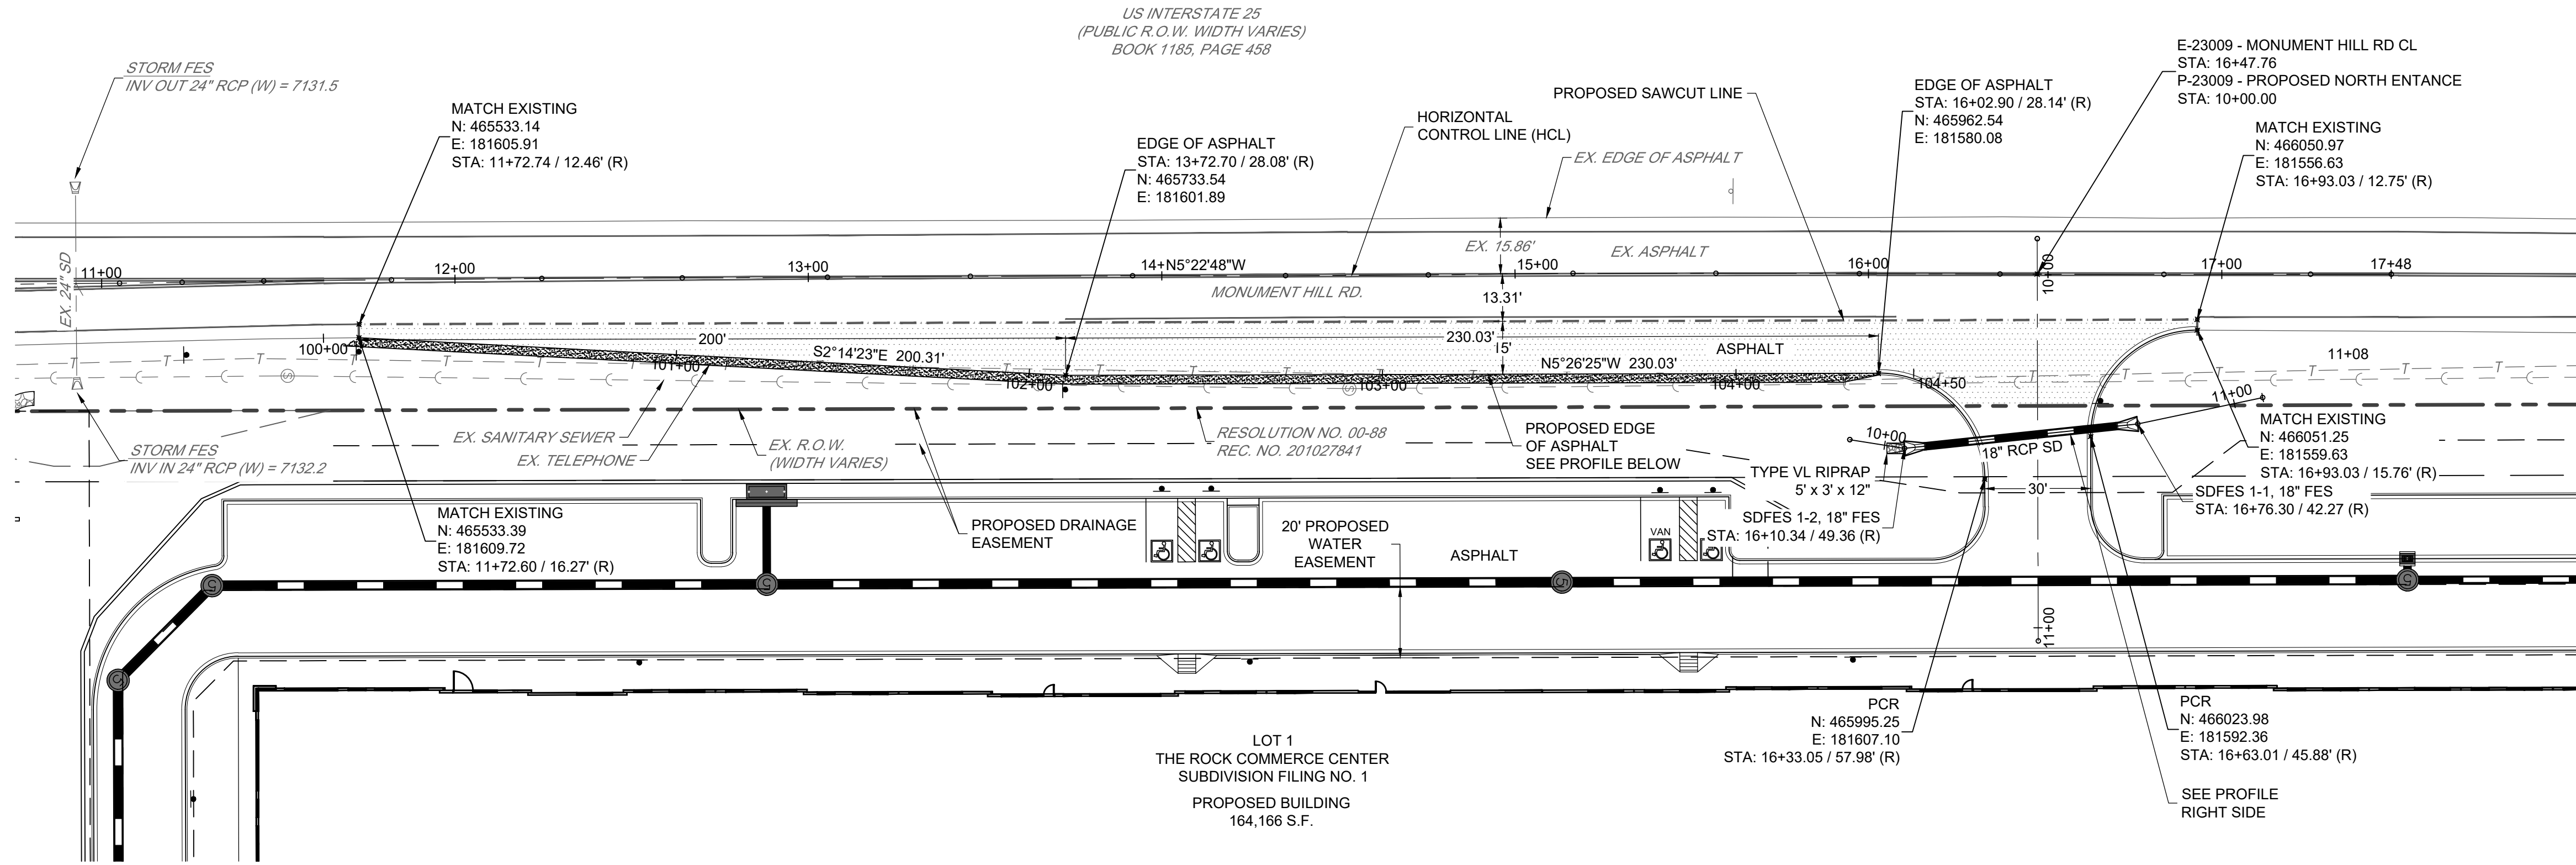 US INTERSTATE 25
(PUBLIC R.O.W. WIDTH VARIES)
BOOK 1185, PAGE 458
STORM FES
INV OUT 24" RCP (W) = 7131.5
MATCH EXISTING
N: 465533.14
E: 181605.91
STA: 11+72.74 / 12.46' (R)
EDGE OF ASPHALT
STA: 13+72.70 / 28.08' (R)
N: 465733.54
E: 181601.89
HORIZONTAL
CONTROL LINE (HCL)
PROPOSED SAWCUT LINE
EX. EDGE OF ASPHALT
EDGE OF ASPHALT
STA: 16+02.90 / 28.14' (R)
N: 465962.54
E: 181580.08
E-23009 - MONUMENT HILL RD CL
STA: 16+47.76
P-23009 - PROPOSED NORTH ENTANCE
STA: 10+00.00
MATCH EXISTING
N: 466050.97
E: 181556.63
STA: 16+93.03 / 12.75' (R)
EX. 24" SD
EX. 15.86'
EX. ASPHALT
11+00
12+00
13+00
14+
N5°22'48"W
15+00
16+00
10+00
17+00
17+48
MONUMENT HILL RD.
13.31'
100+00
T
200'
S2°14'23"E 200.31'
101+00
102+00
230.03'
15'
ASPHALT
N5°26'25"W 230.03'
103+00
104+00
104+50
11+08
11+00
S
S
STORM FES
INV IN 24" RCP (W) = 7132.2
EX. SANITARY SEWER
EX. TELEPHONE
EX. R.O.W.
(WIDTH VARIES)
RESOLUTION NO. 00-88
REC. NO. 201027841
PROPOSED EDGE
OF ASPHALT
SEE PROFILE BELOW
10+00
18" RCP SD
TYPE VL RIPRAP
5' x 3' x 12"
30'
MATCH EXISTING
N: 466051.25
E: 181559.63
STA: 16+93.03 / 15.76' (R)
SDFES 1-1, 18" FES
STA: 16+76.30 / 42.27 (R)
SDFES 1-2, 18" FES
STA: 16+10.34 / 49.36 (R)
MATCH EXISTING
N: 465533.39
E: 181609.72
STA: 11+72.60 / 16.27' (R)
PROPOSED DRAINAGE
EASEMENT
20' PROPOSED
WATER
EASEMENT
ASPHALT
VAN
11+00
PCR
N: 465995.25
E: 181607.10
STA: 16+33.05 / 57.98' (R)
PCR
N: 466023.98
E: 181592.36
STA: 16+63.01 / 45.88' (R)
SEE PROFILE
RIGHT SIDE
LOT 1
THE ROCK COMMERCE CENTER
SUBDIVISION FILING NO. 1
PROPOSED BUILDING
164,166 S.F.